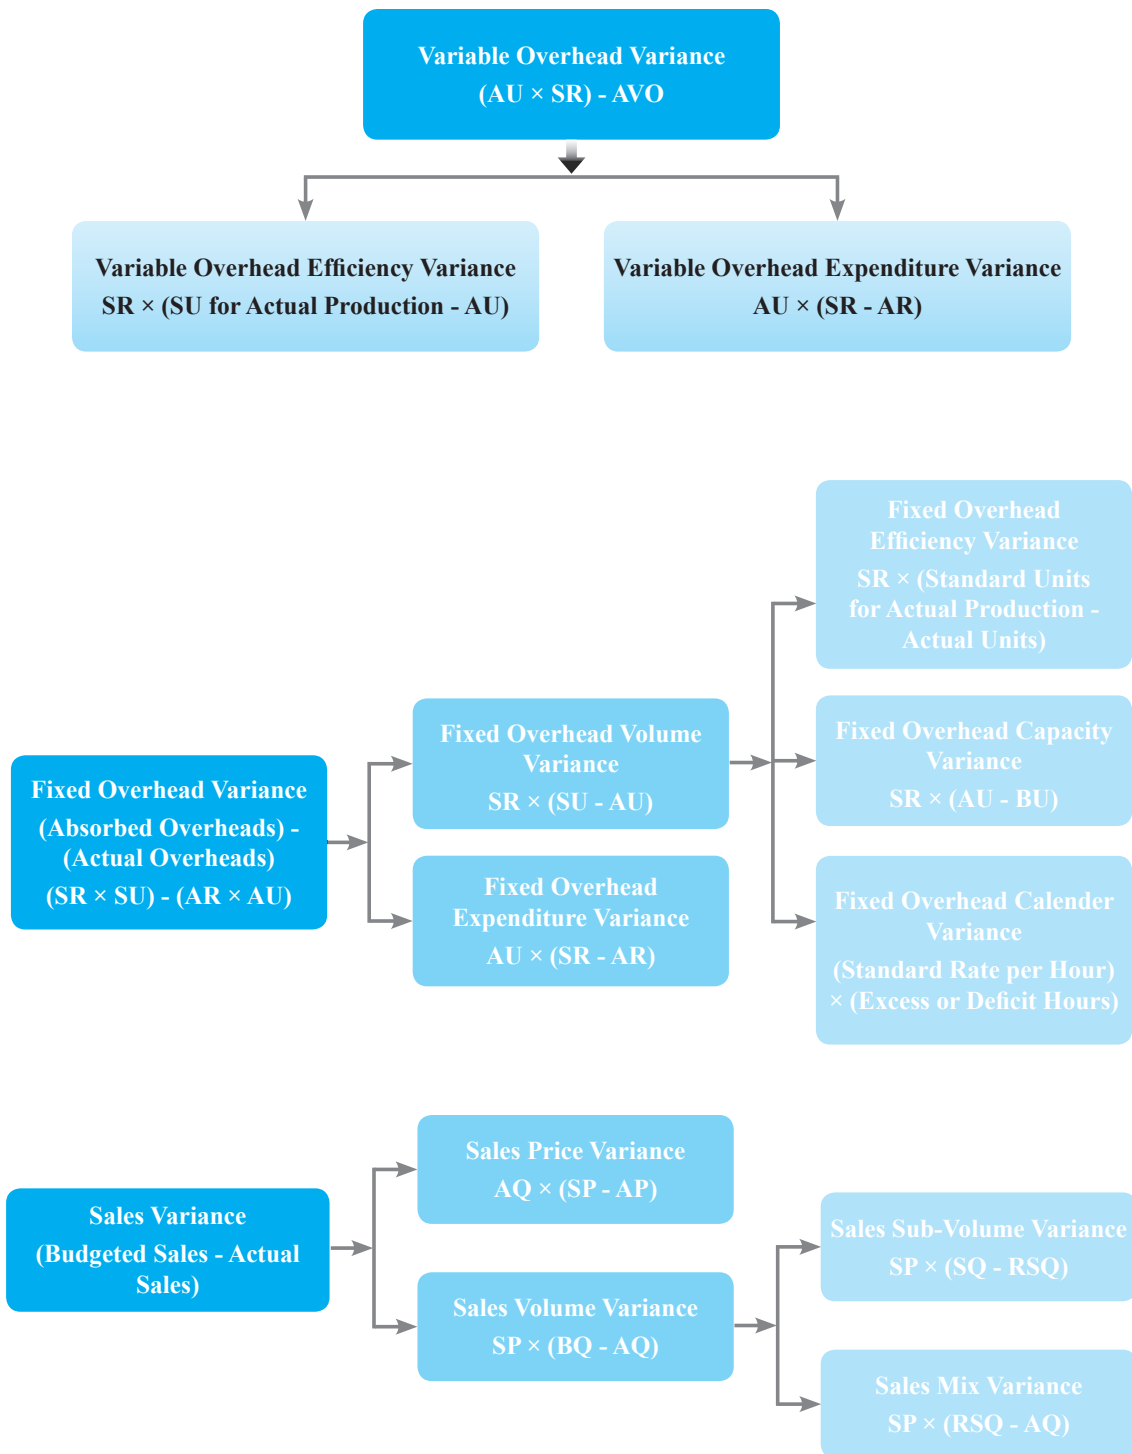 Variable Overhead Variance
(AU × SR) - AVO
Variable Overhead Efficiency Variance
SR × (SU for Actual Production - AU)
Variable Overhead Expenditure Variance
AU × (SR - AR)
Fixed Overhead Variance
(Absorbed Overheads) -
(Actual Overheads)
(SR × SU) - (AR × AU)
Fixed Overhead Volume
Variance
SR × (SU - AU)
Fixed Overhead
Expenditure Variance
AU × (SR - AR)
Fixed Overhead
Efficiency Variance
SR × (Standard Units
for Actual Production -
Actual Units)
Fixed Overhead Capacity
Variance
SR × (AU - BU)
Fixed Overhead Calender
Variance
(Standard Rate per Hour)
× (Excess or Deficit Hours)
Sales Variance
(Budgeted Sales - Actual
Sales)
Sales Price Variance
AQ × (SP - AP)
Sales Volume Variance
SP × (BQ - AQ)
Sales Sub-Volume Variance
SP × (SQ - RSQ)
Sales Mix Variance
SP × (RSQ - AQ)